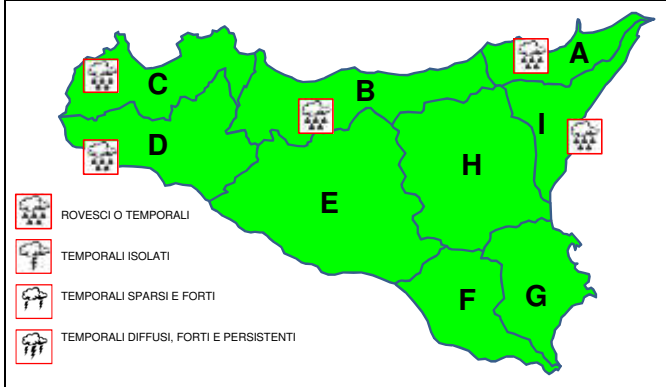 A
B
C
I
D
H
E
F
G
ROVESCI O TEMPORALI
TEMPORALI ISOLATI
TEMPORALI SPARSI E FORTI
TEMPORALI DIFFUSI, FORTI E PERSISTENTI